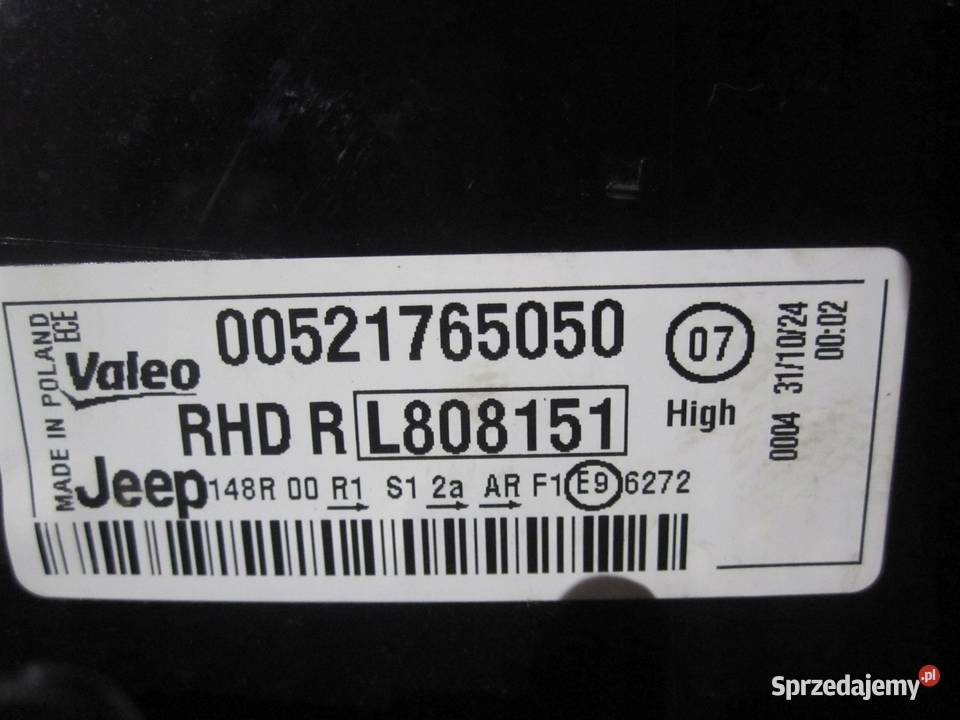 MADE IN POLAND
ECE
Valeo
00521765050
07
High
RHD R L808151
Jeep
148R 00 R1 S1 2a AR F1 E9 6272
0004 31/10/24
00:02
Sprzedajemy.pl